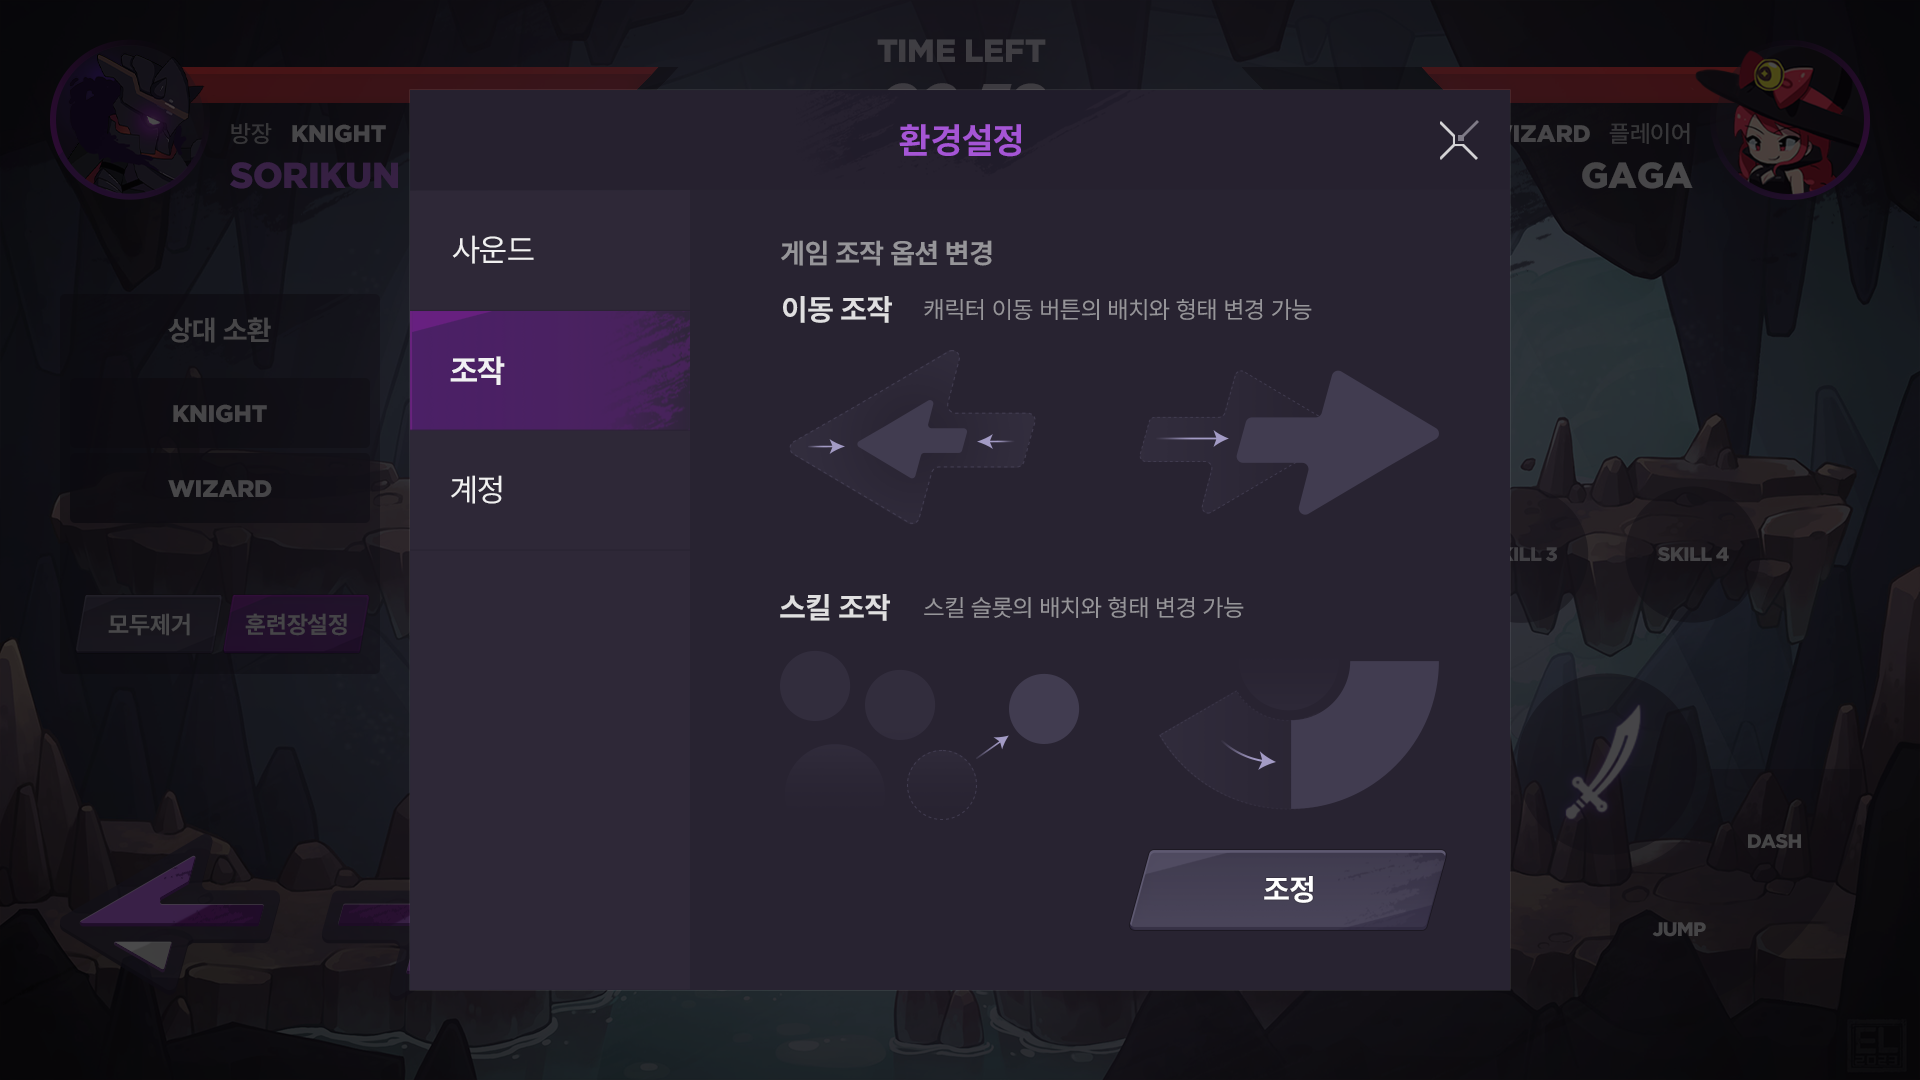 TIME LEFT
방장 KNIGHT
SORIKUN
WIZARD 플레이어
GAGA
환경설정
사운드
조작
계정
게임 조작 옵션 변경
이동 조작 캐릭터 이동 버튼의 배치와 형태 변경 가능
스킬 조작 스킬 슬롯의 배치와 형태 변경 가능
조정
상대 소환
KNIGHT
WIZARD
모두제거 훈련장설정
SKILL 3
SKILL 4
DASH
JUMP